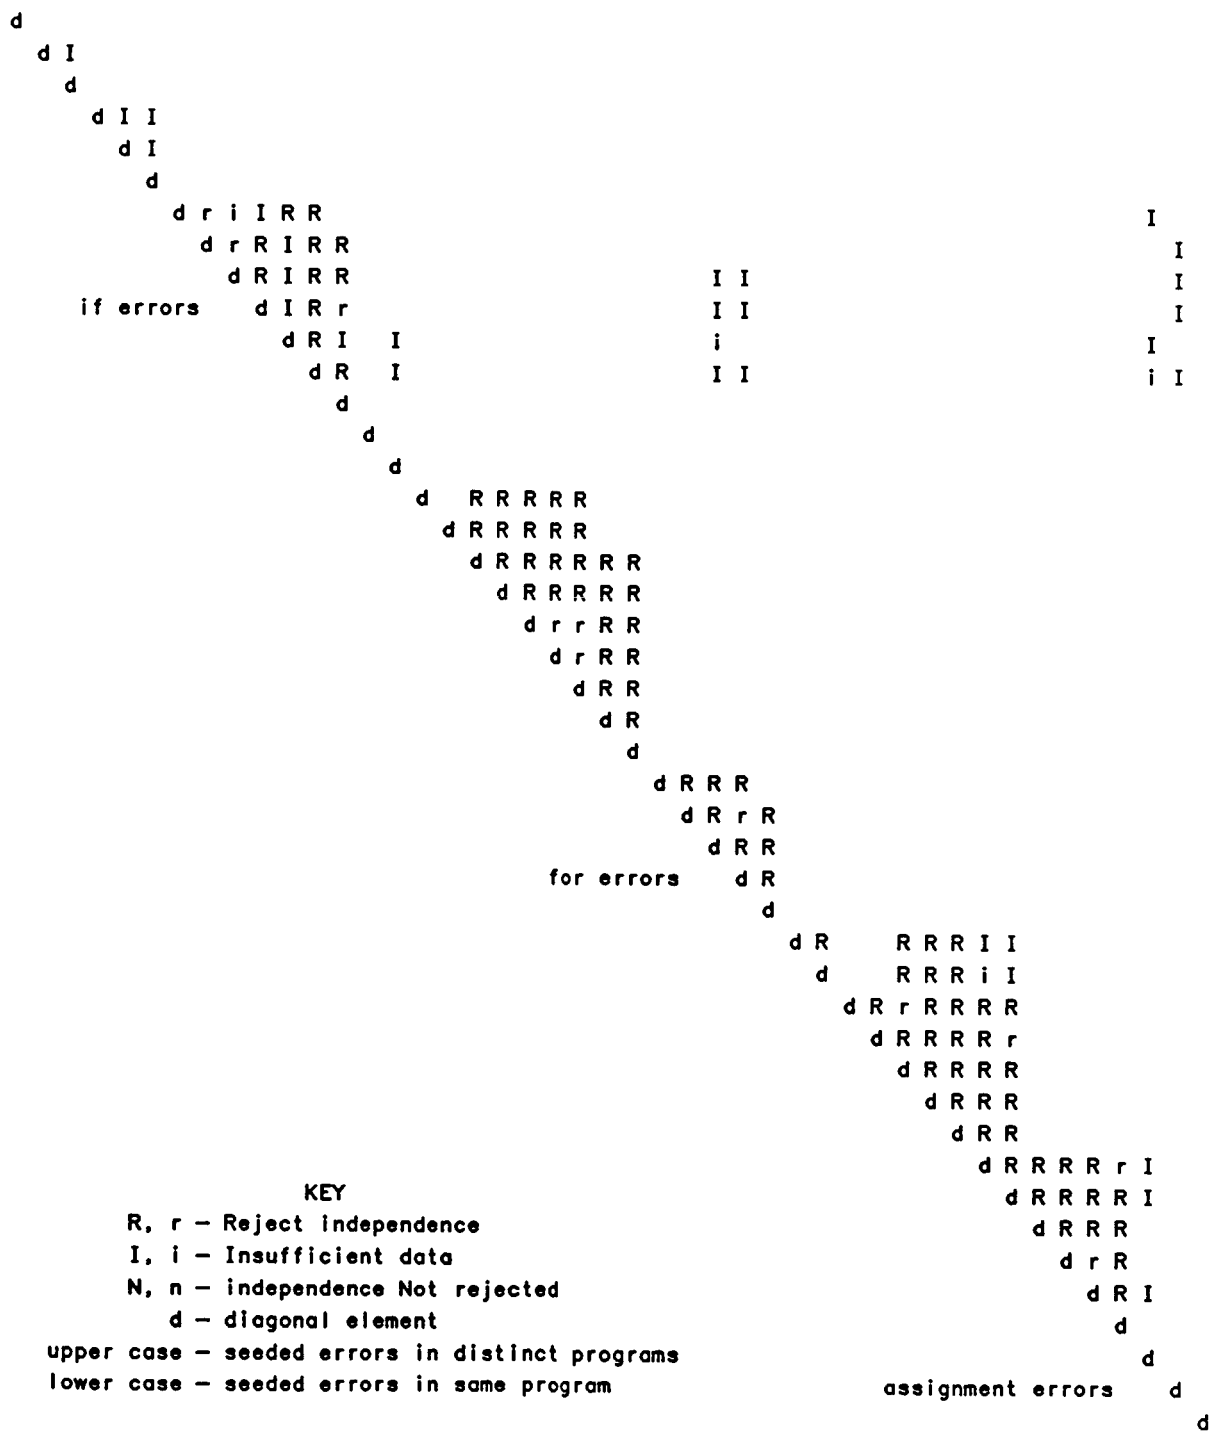 d
d I
d
d I I
d I
d
d r i I R R I
d r R I R R I
d R I R R I I I
if errors d I R r I I I
d R I I i I
d R I I I i I
d
d
d
d R R R R R
d R R R R R
d R R R R R R
d R R R R R
d r r R R
d r R R
d R R
d R
d
d R R R
d R r R
d R R
for errors d R
d
d R R R R I I
d R R R i I
d R r R R R R
d R R R R r
d R R R R
d R R R
d R R
d R R R R r I
KEY
d R R R R I
R, r — Reject independence
d R R R
I, i — Insufficient data
d r R
N, n — independence Not rejected
d R I
d — diagonal element
d
upper case — seeded errors in distinct programs
d
lower case — seeded errors in same program
assignment errors d
d